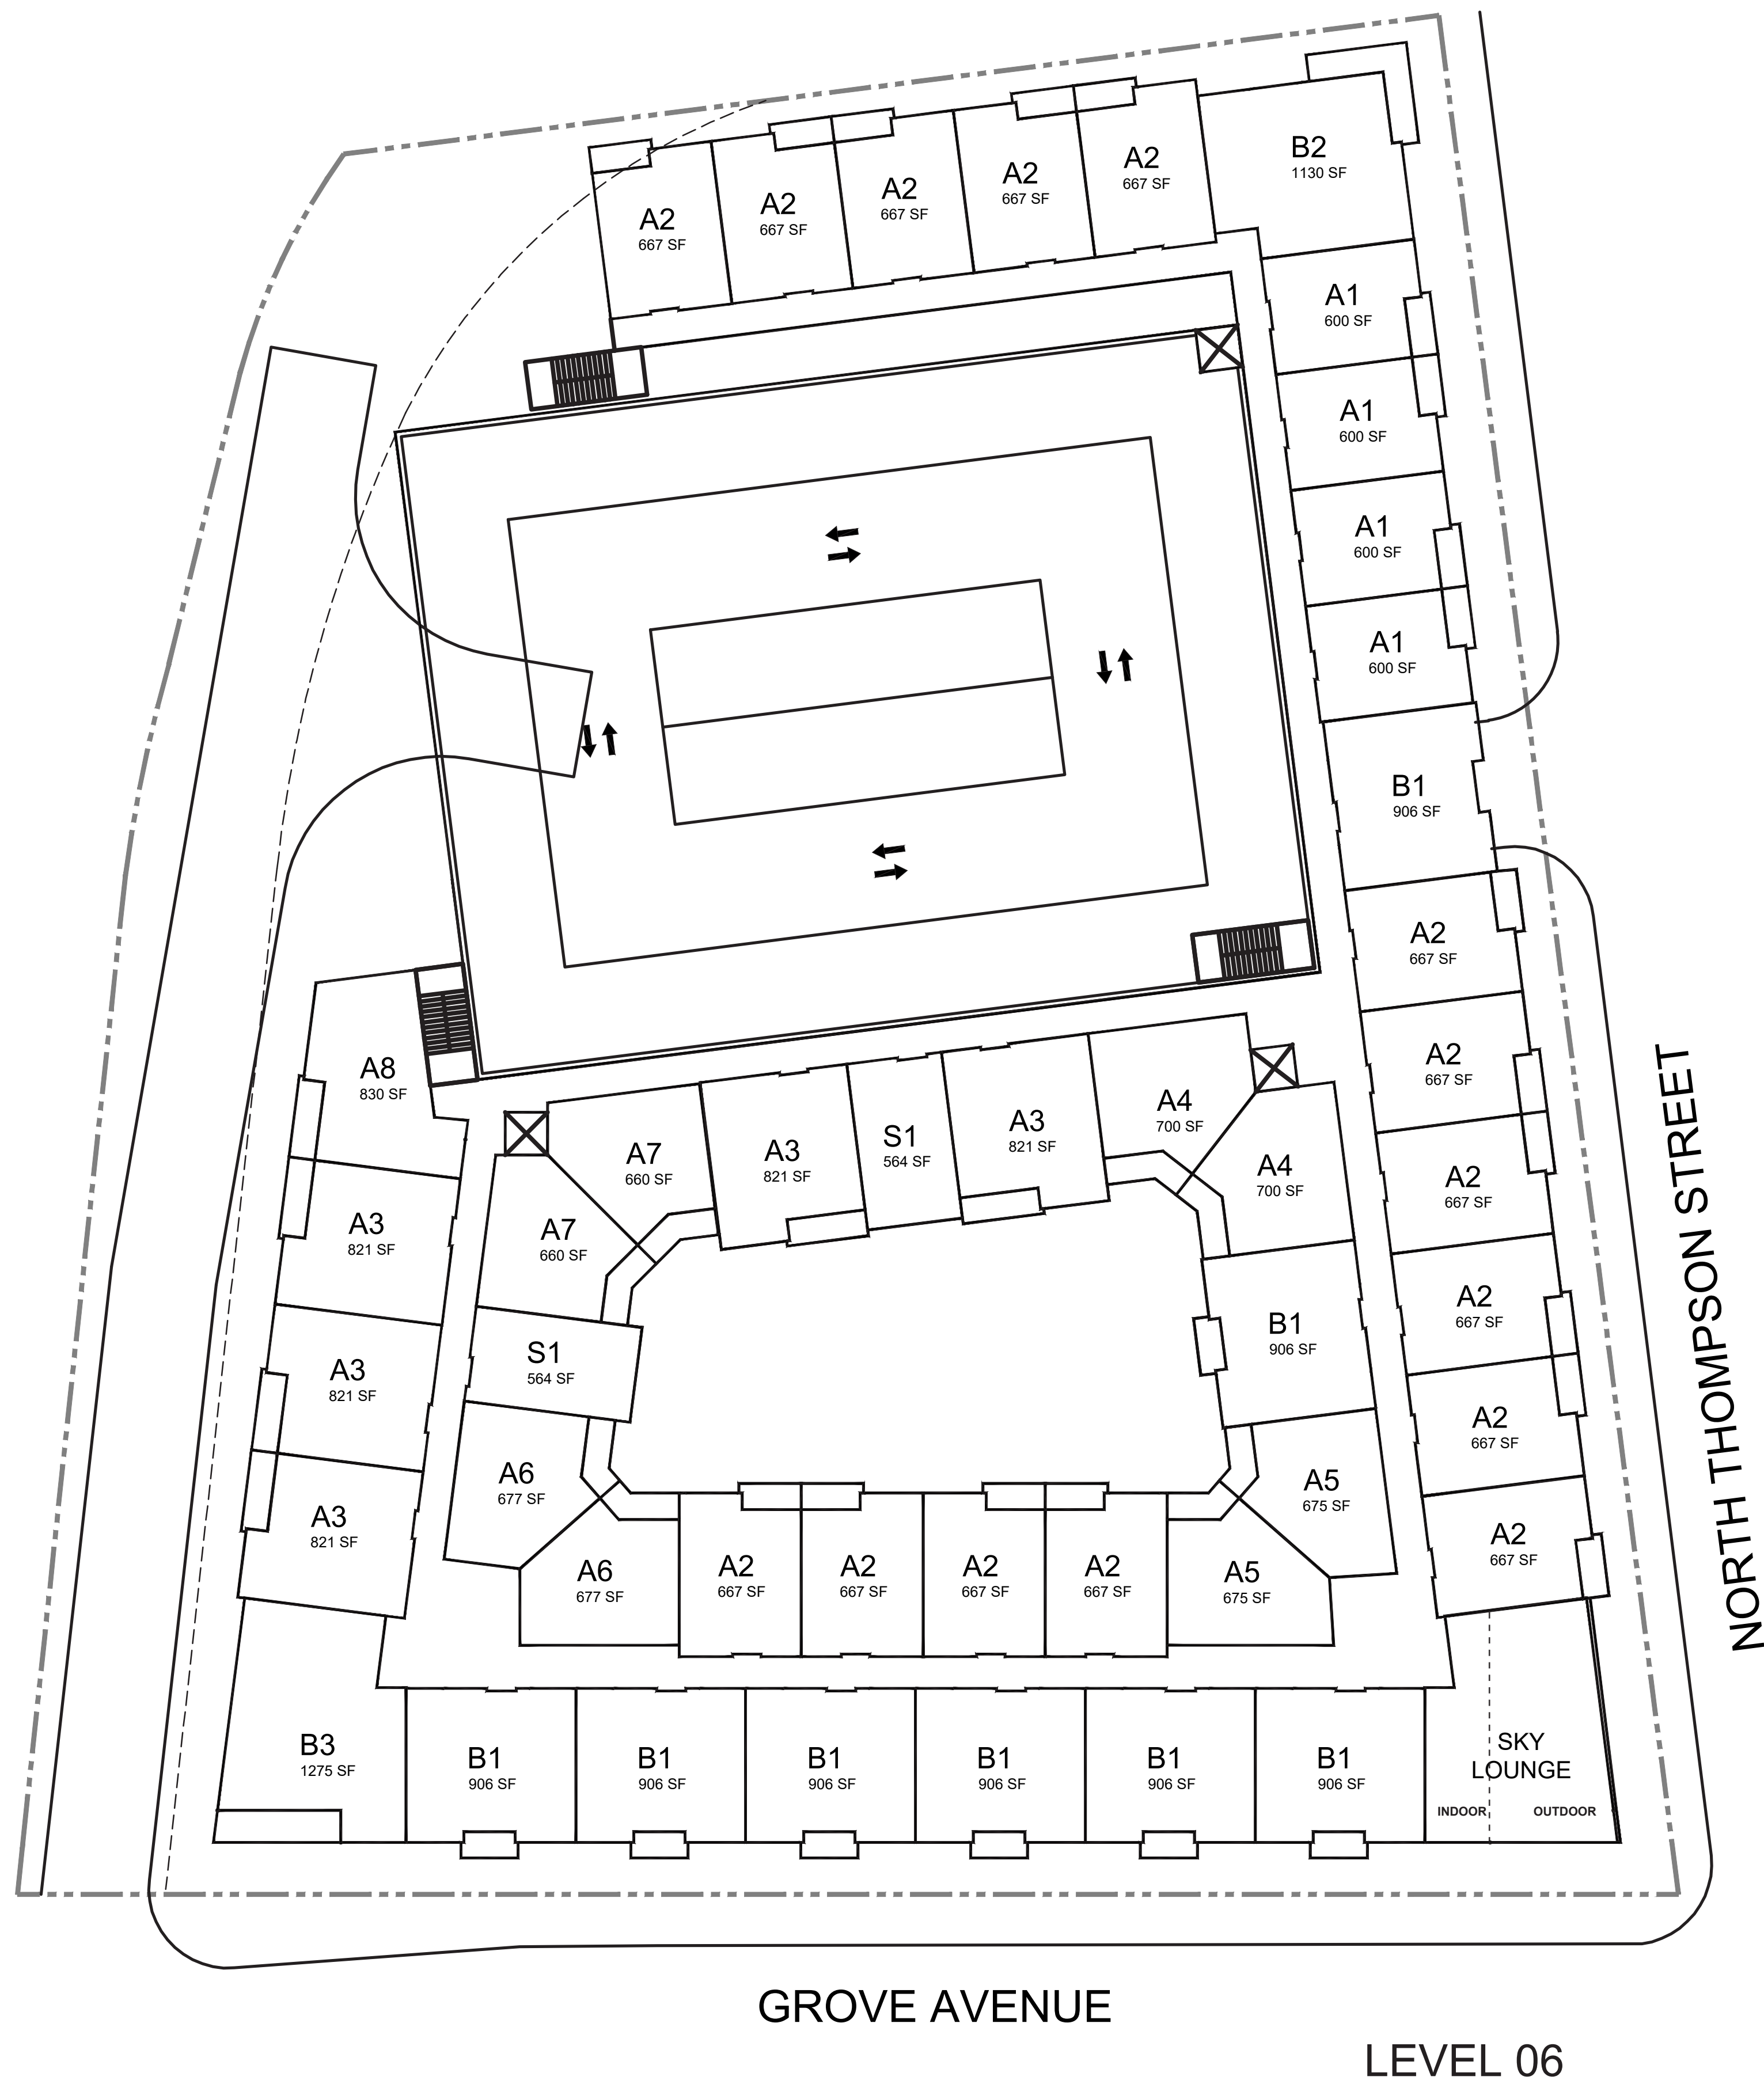 B2
1130 SF
A2
667 SF
A2
667 SF
A2
667 SF
A2
667 SF
A2
667 SF
A1
600 SF
A1
600 SF
A1
600 SF
A1
600 SF
B1
906 SF
A2
667 SF
A2
667 SF
A2
667 SF
A2
667 SF
A2
667 SF
A2
667 SF
A8
830 SF
A3
821 SF
A3
821 SF
A3
821 SF
A7
660 SF
A7
660 SF
A3
821 SF
S1
564 SF
A3
821 SF
A4
700 SF
A4
700 SF
S1
564 SF
B1
906 SF
A6
677 SF
A6
677 SF
A2
667 SF
A2
667 SF
A2
667 SF
A2
667 SF
A5
675 SF
A5
675 SF
B3
1275 SF
B1
906 SF
B1
906 SF
B1
906 SF
B1
906 SF
B1
906 SF
B1
906 SF
SKY
LOUNGE
INDOOR
OUTDOOR
NORTH THOMPSON STREET
GROVE AVENUE
LEVEL 06